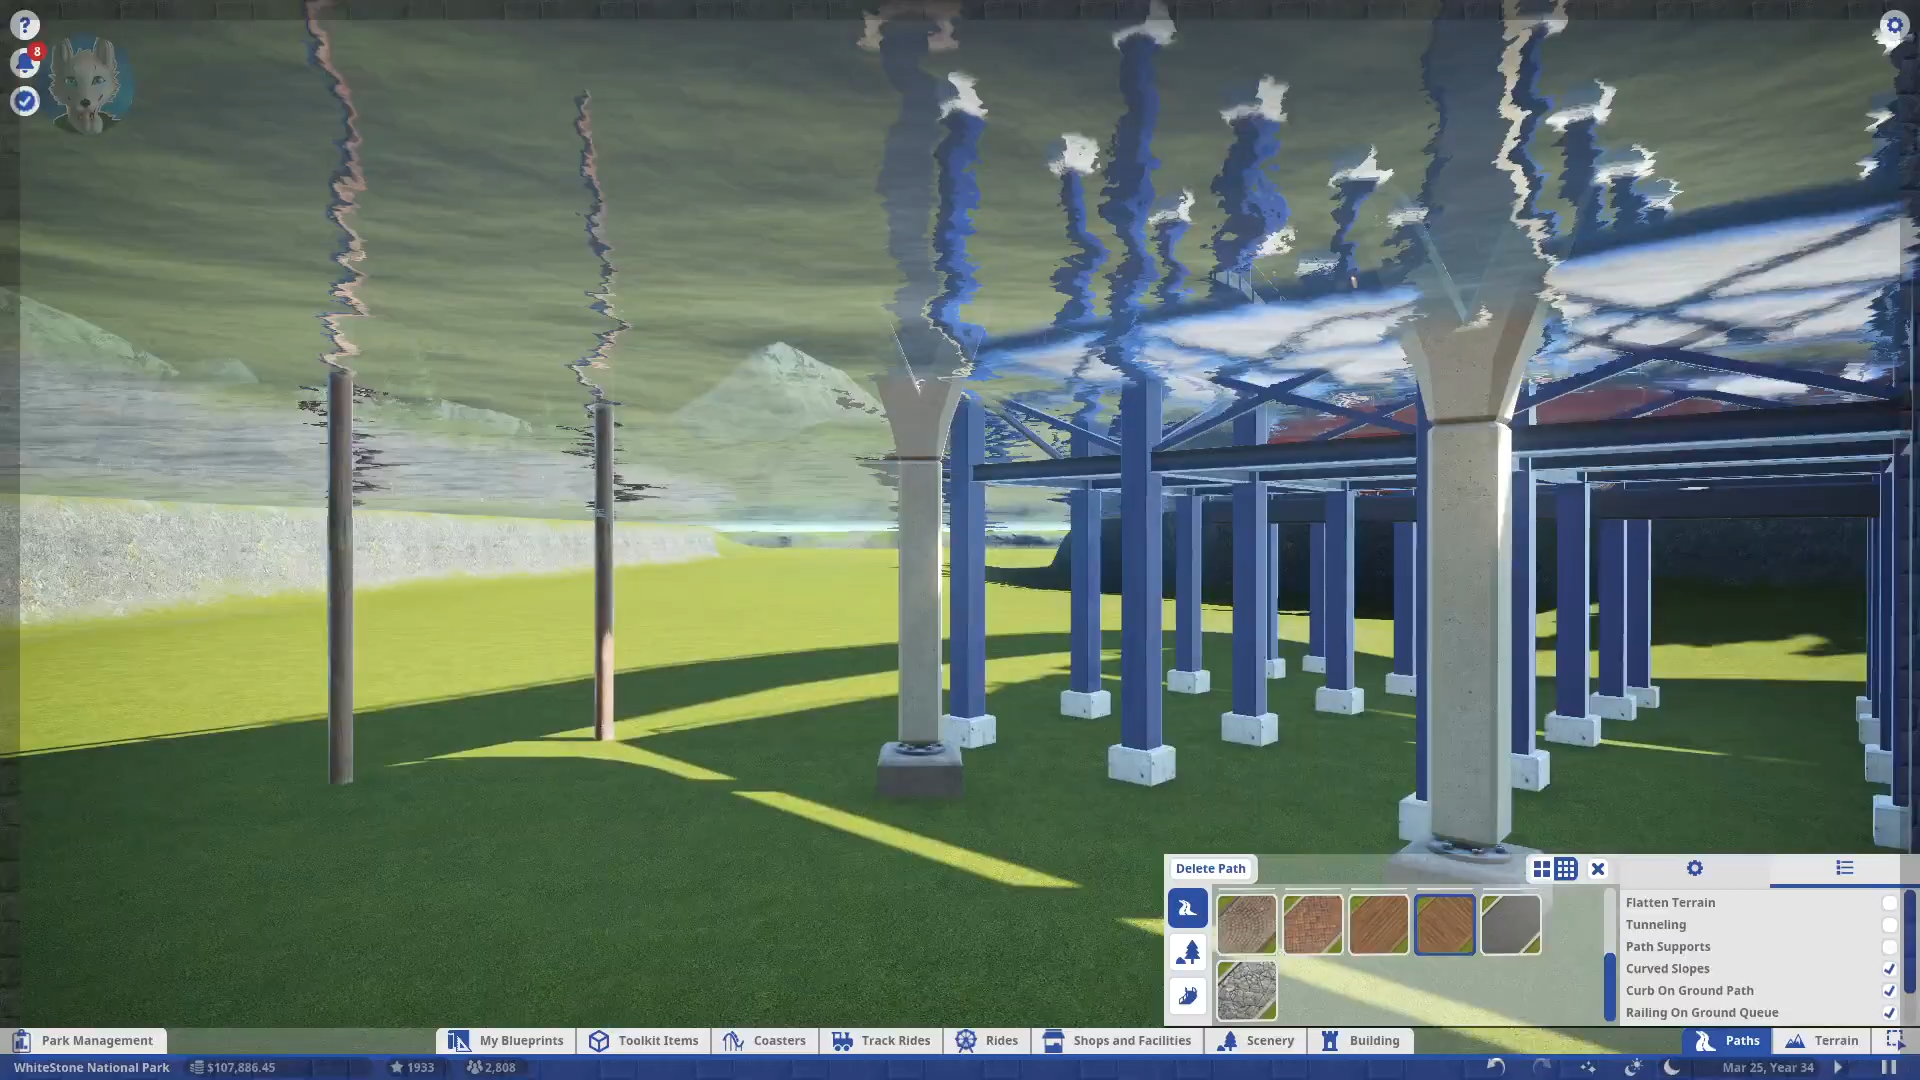 ?
8
Delete Path
Flatten Terrain
Tunneling
Path Supports
Curved Slopes
Curb On Ground Path
Railing On Ground Queue
Park Management
My Blueprints
Toolkit Items
Coasters
Track Rides
Rides
Shops and Facilities
Scenery
Building
Paths
Terrain
WhiteStone National Park
$107,886.45
1933
2,808
Mar 25, Year 34